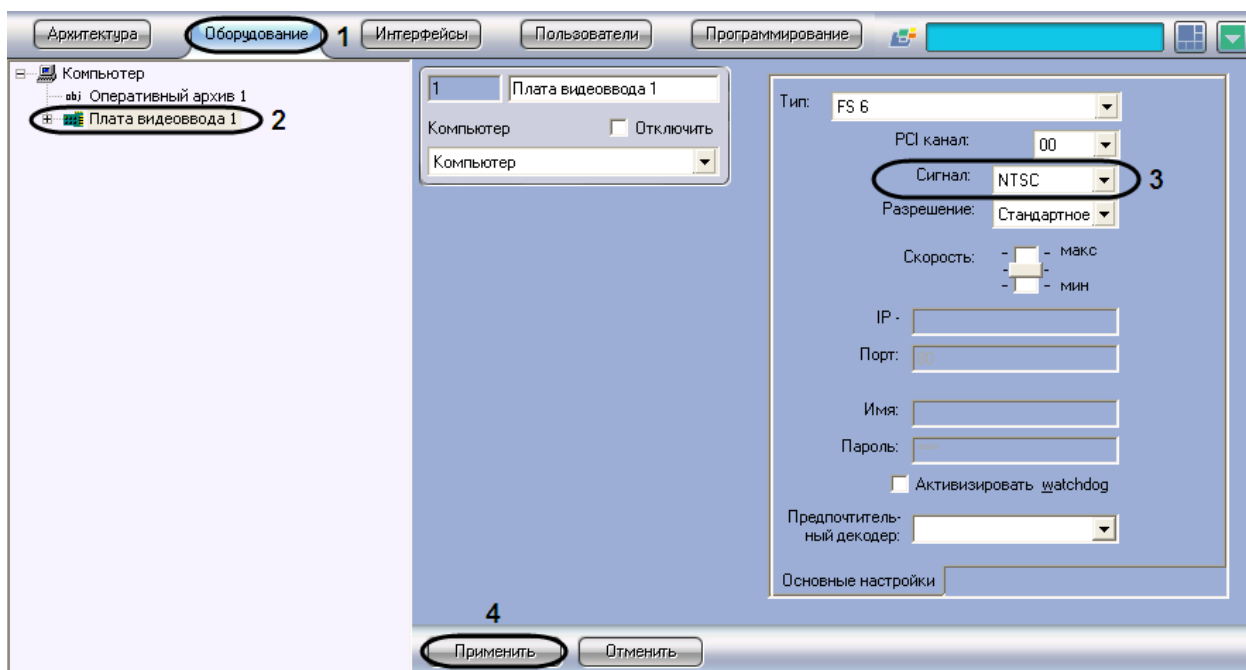 Архитектура Оборудование 1 Интерфейсы Пользователи Программирование
Компьютер
obj Оперативный архив 1
Плата видеоввода 1 2
1 Плата видеоввода 1
Компьютер Отключить
Компьютер
Тип: FS 6
PCI канал: 00
Сигнал: NTSC 3
Разрешение: Стандартное
Скорость: - - макс
- -
- - мин
IP -
Порт:
Имя:
Пароль:
Активизировать watchdog
Предпочтитель-
ный декодер:
Основные настройки
4
Применить Отменить